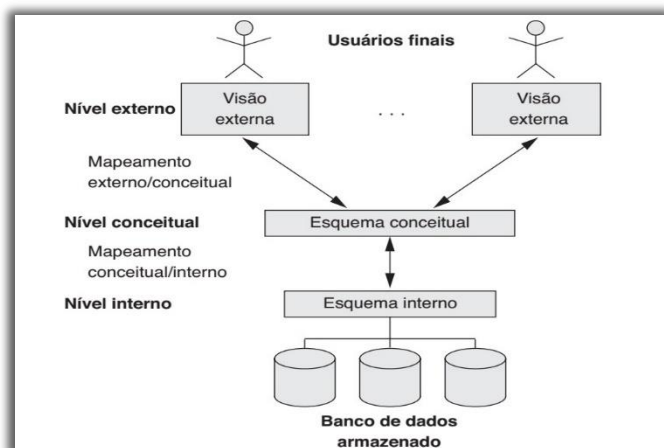 Usuários finais
Nível externo
Visão
externa
. . .
Visão
externa
Mapeamento
externo/conceitual
Nível conceitual
Esquema conceitual
Mapeamento
conceitual/interno
Nível interno
Esquema interno
Banco de dados
armazenado